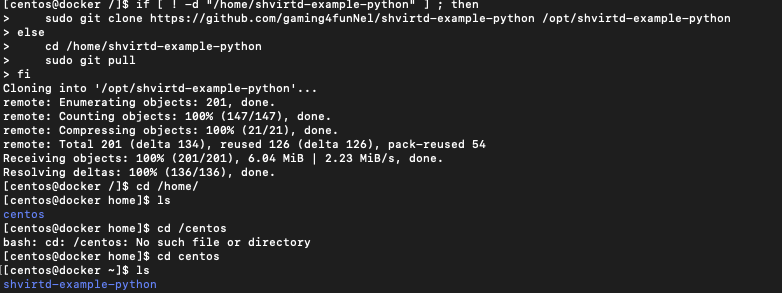 [centos@docker /]$ if [ ! -d "/home/shvirtd-example-python" ] ; then
>     sudo git clone https://github.com/gaming4funNel/shvirtd-example-python /opt/shvirtd-example-python
> else
>     cd /home/shvirtd-example-python
>     sudo git pull
> fi
Cloning into '/opt/shvirtd-example-python'...
remote: Enumerating objects: 201, done.
remote: Counting objects: 100% (147/147), done.
remote: Compressing objects: 100% (21/21), done.
remote: Total 201 (delta 134), reused 126 (delta 126), pack-reused 54
Receiving objects: 100% (201/201), 6.04 MiB | 2.23 MiB/s, done.
Resolving deltas: 100% (136/136), done.
[centos@docker /]$ cd /home/
[centos@docker home]$ ls
centos
[centos@docker home]$ cd /centos
bash: cd: /centos: No such file or directory
[centos@docker home]$ cd centos
[[centos@docker ~]$ ls
shvirtd-example-python